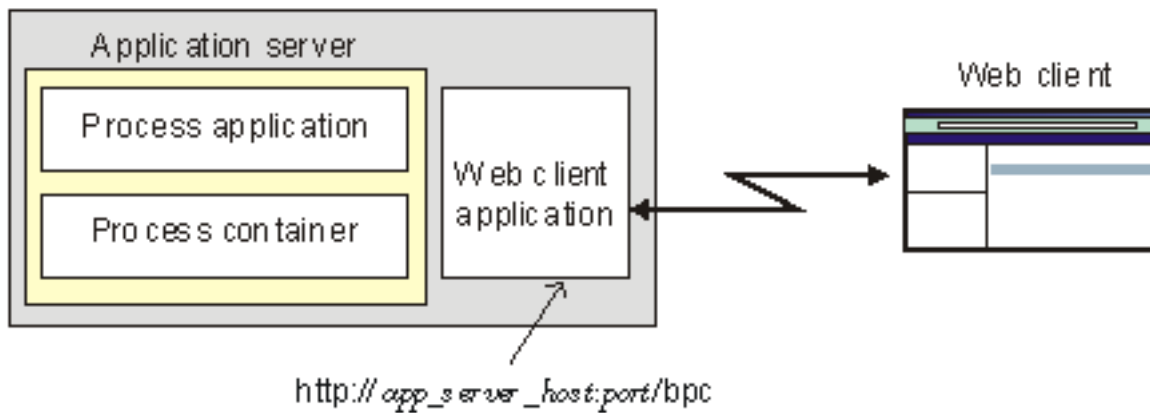 Application server
Process application
Process container
Web client
application
Web client
http://app_server_host:port/bpc